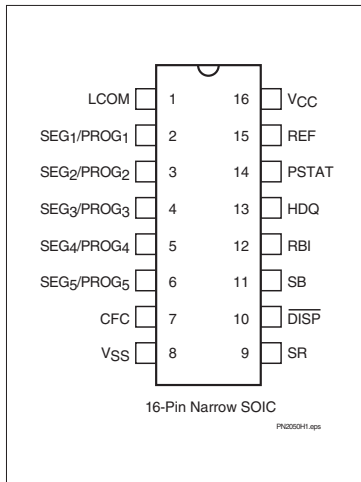 LCOM 1 16 VCC
SEG1/PROG1 2 15 REF
SEG2/PROG2 3 14 PSTAT
SEG3/PROG3 4 13 HDQ
SEG4/PROG4 5 12 RBI
SEG5/PROG5 6 11 SB
CFC 7 10 DISP
VSS 8 9 SR
16-Pin Narrow SOIC
PN2050H1.eps